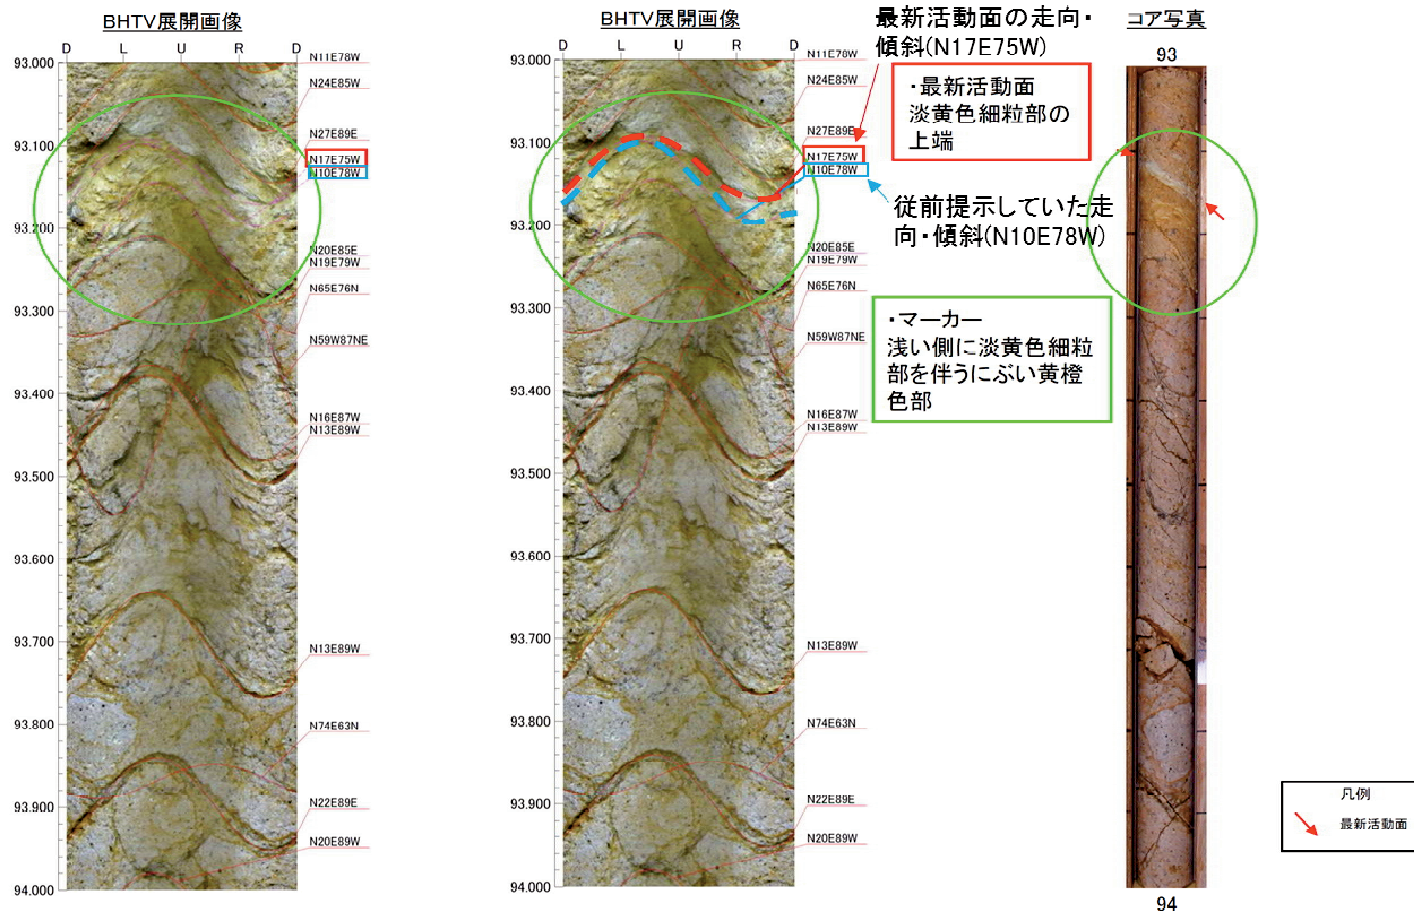 BHTV展開画像
D L U R D
93.000
93.100
93.200
93.300
93.400
93.500
93.600
93.700
93.800
93.900
94.000
N11E78W
N24E85W
N27E89E
N17E75W
N10E78W
N20E85E
N19E79W
N65E76N
N59W87NE
N16E87W
N13E89W
N13E89W
N74E63N
N22E89E
N20E89W
BHTV展開画像
D L U R D
93.000
93.100
93.200
93.300
93.400
93.500
93.600
93.700
93.800
93.900
94.000
N11E78W
N24E85W
N27E89E
N17E75W
N10E78W
N20E85E
N19E79W
N65E76N
N59W87NE
N16E87W
N13E89W
N13E89W
N74E63N
N22E89E
N20E89W
最新活動面の走向・
傾斜(N17E75W)
・最新活動面
淡黄色細粒部の
上端
従前提示していた走
向・傾斜(N10E78W)
・マーカー
浅い側に淡黄色細粒
部を伴うにぶい黄橙
色部
コア写真
93
94
凡例
最新活動面